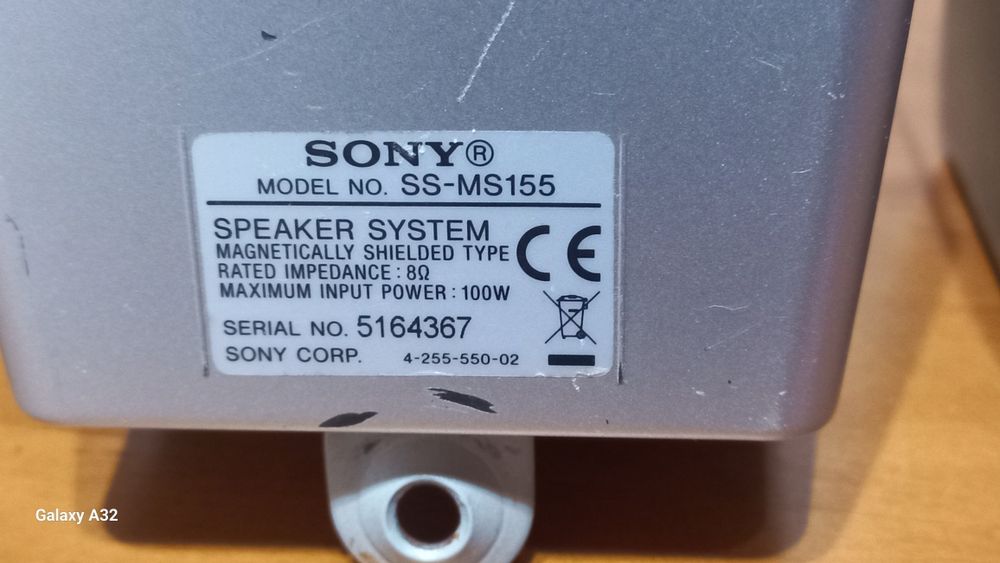 SONY®
MODEL NO. SS-MS155
SPEAKER SYSTEM
MAGNETICALLY SHIELDED TYPE
RATED IMPEDANCE : 8Ω
MAXIMUM INPUT POWER : 100W
CE
SERIAL NO. 5164367
SONY CORP. 4-255-550-02
Galaxy A32